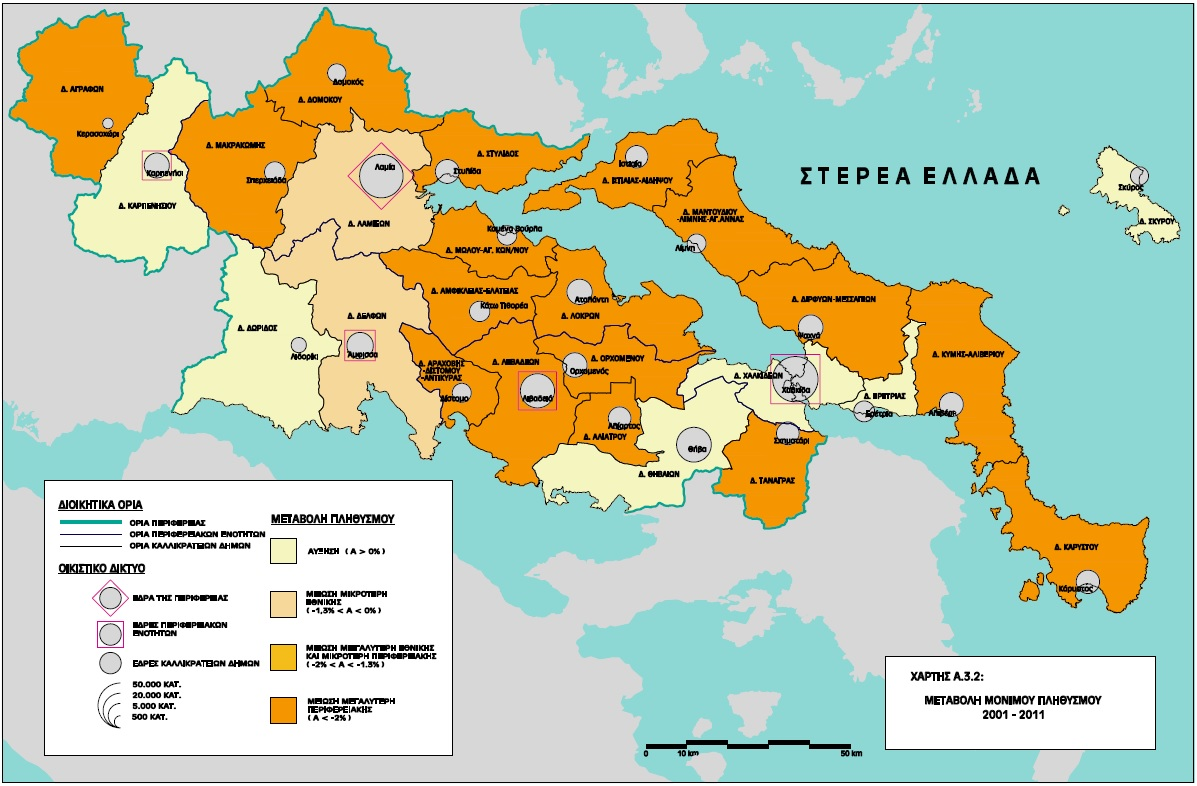 ΣΤΕΡΕΑ ΕΛΛΑΔΑ
Δ. ΑΓΡΑΦΩΝ
Κερασοχώρι
Καρπενήσι
Δ. ΚΑΡΠΕΝΗΣΙΟΥ
Δ. ΜΑΚΡΑΚΩΜΗΣ
Σπερχειάδα
Δομοκός
Δ. ΔΟΜΟΚΟΥ
Λαμία
Δ. ΛΑΜΙΕΩΝ
Δ. ΣΤΥΛΙΔΟΣ
Στυλίδα
Ιστιαία
Δ. ΙΣΤΙΑΙΑΣ-ΑΙΔΗΨΟΥ
Δ. ΜΑΝΤΟΥΔΙΟΥ
-ΛΙΜΝΗΣ-ΑΓ.ΑΝΝΑΣ
Λίμνη
Σκύρος
Δ. ΣΚΥΡΟΥ
Καμένα Βούρλα
Δ. ΜΩΛΟΥ-ΑΓ. ΚΩΝ/ΝΟΥ
Δ. ΑΜΦΙΚΛΕΙΑΣ-ΕΛΑΤΕΙΑΣ
Κάτω Τιθορέα
Αταλάντη
Δ. ΛΟΚΡΩΝ
Δ. ΔΙΡΦΥΩΝ-ΜΕΣΣΑΠΙΩΝ
Ψαχνά
Δ. ΔΩΡΙΔΟΣ
Λιδορίκι
Δ. ΔΕΛΦΩΝ
Άμφισσα
Δ. ΑΡΑΧΟΒΗΣ
-ΔΙΣΤΟΜΟΥ
-ΑΝΤΙΚΥΡΑΣ
Δίστομο
Δ. ΛΕΒΑΔΕΩΝ
Λιβαδειά
Δ. ΟΡΧΟΜΕΝΟΥ
Ορχομενός
Δ. ΚΥΜΗΣ-ΑΛΙΒΕΡΙΟΥ
Δ. ΧΑΛΚΙΔΕΩΝ
Χαλκίδα
Δ. ΕΡΕΤΡΙΑΣ
Ερέτρια
Αλιβέρι
Αλίαρτος
Δ. ΑΛΙΑΡΤΟΥ
Θήβα
Δ. ΘΗΒΑΙΩΝ
Σχηματάρι
Δ. ΤΑΝΑΓΡΑΣ
Δ. ΚΑΡΥΣΤΟΥ
Κάρυστος
ΔΙΟΙΚΗΤΙΚΑ ΟΡΙΑ
ΟΡΙΑ ΠΕΡΙΦΕΡΕΙΑΣ
ΟΡΙΑ ΠΕΡΙΦΕΡΕΙΑΚΩΝ ΕΝΟΤΗΤΩΝ
ΟΡΙΑ ΚΑΛΛΙΚΡΑΤΕΙΩΝ ΔΗΜΩΝ
ΟΙΚΙΣΤΙΚΟ ΔΙΚΤΥΟ
ΕΔΡΑ ΤΗΣ ΠΕΡΙΦΕΡΕΙΑΣ
ΕΔΡΕΣ ΠΕΡΙΦΕΡΕΙΑΚΩΝ
ΕΝΟΤΗΤΩΝ
ΕΔΡΕΣ ΚΑΛΛΙΚΡΑΤΕΙΩΝ ΔΗΜΩΝ
50.000 ΚΑΤ.
20.000 ΚΑΤ.
5.000 ΚΑΤ.
500 ΚΑΤ.
ΜΕΤΑΒΟΛΗ ΠΛΗΘΥΣΜΟΥ
ΑΥΞΗΣΗ ( Α > 0% )
ΜΕΙΩΣΗ ΜΙΚΡΟΤΕΡΗ
ΕΘΝΙΚΗΣ
( -1,3% < Α < 0% )
ΜΕΙΩΣΗ ΜΕΓΑΛΥΤΕΡΗ ΕΘΝΙΚΗΣ
ΚΑΙ ΜΙΚΡΟΤΕΡΗ ΠΕΡΙΦΕΡΕΙΑΚΗΣ
( -2% < Α < -1.3% )
ΜΕΙΩΣΗ ΜΕΓΑΛΥΤΕΡΗ
ΠΕΡΙΦΕΡΕΙΑΚΗΣ
( Α < -2% )
0 10 km 50 km
ΧΑΡΤΗΣ Α.3.2:
ΜΕΤΑΒΟΛΗ ΜΟΝΙΜΟΥ ΠΛΗΘΥΣΜΟΥ
2001 - 2011